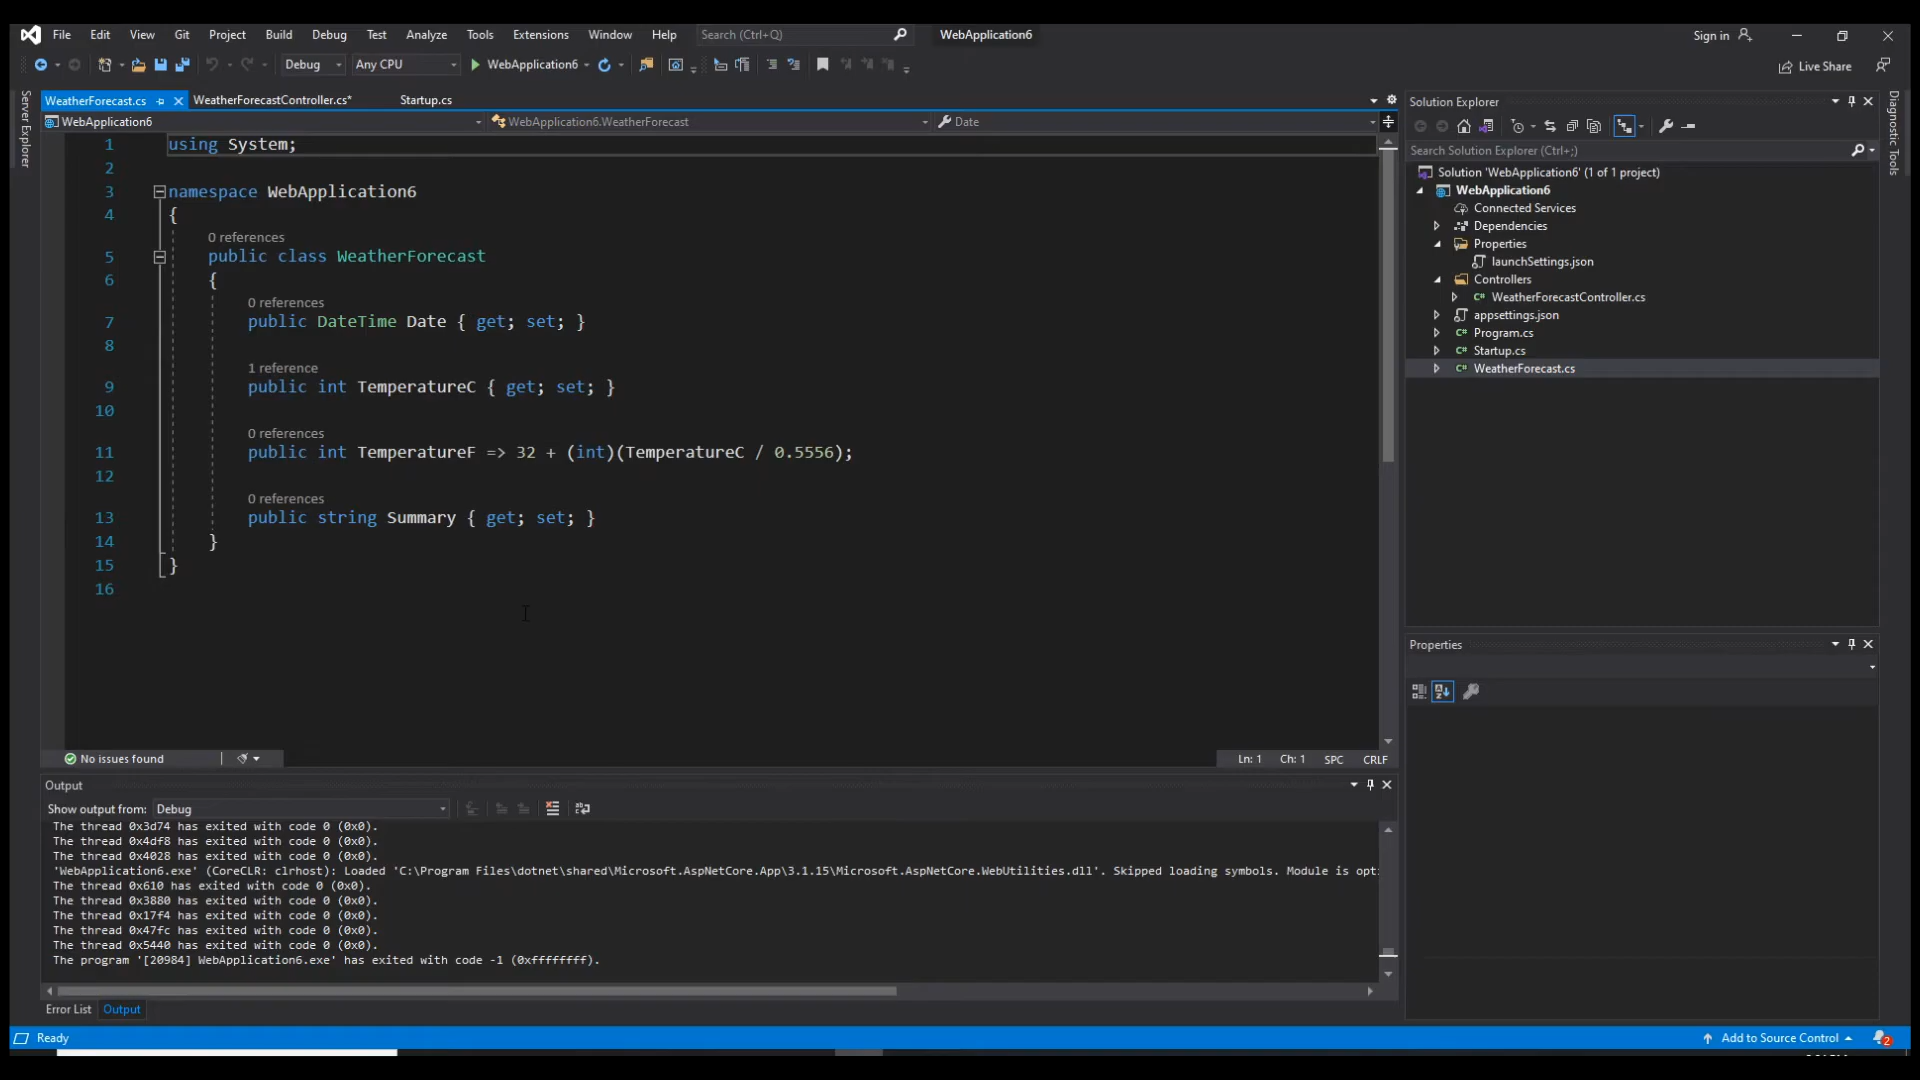 File Edit View Git Project Build Debug Test Analyze Tools Extensions Window Help Search (Ctrl+Q) WebApplication6 Sign in
Debug Any CPU WebApplication6 Live Share
WeatherForecast.cs WeatherForecastController.cs* Startup.cs
WebApplication6 WebApplication6.WeatherForecast Date
Server Explorer
1 using System;
2
3 namespace WebApplication6
4 {
0 references
5 public class WeatherForecast
6 {
0 references
7 public DateTime Date { get; set; }
8
1 reference
9 public int TemperatureC { get; set; }
10
0 references
11 public int TemperatureF => 32 + (int)(TemperatureC / 0.5556);
12
0 references
13 public string Summary { get; set; }
14 }
15 }
16
No issues found Ln: 1 Ch: 1 SPC CRLF
Output
Show output from: Debug
The thread 0x3d74 has exited with code 0 (0x0).
The thread 0x4df8 has exited with code 0 (0x0).
The thread 0x4028 has exited with code 0 (0x0).
'WebApplication6.exe' (CoreCLR: clrhost): Loaded 'C:\Program Files\dotnet\shared\Microsoft.AspNetCore.App\3.1.15\Microsoft.AspNetCore.WebUtilities.dll'. Skipped loading symbols. Module is opti
The thread 0x610 has exited with code 0 (0x0).
The thread 0x3880 has exited with code 0 (0x0).
The thread 0x17f4 has exited with code 0 (0x0).
The thread 0x47fc has exited with code 0 (0x0).
The thread 0x5440 has exited with code 0 (0x0).
The program '[20984] WebApplication6.exe' has exited with code -1 (0xffffffff).
Error List Output
Solution Explorer
Search Solution Explorer (Ctrl+;)
Solution 'WebApplication6' (1 of 1 project)
WebApplication6
Connected Services
Dependencies
Properties
launchSettings.json
Controllers
C# WeatherForecastController.cs
appsettings.json
C# Program.cs
C# Startup.cs
C# WeatherForecast.cs
Properties
Diagnostic Tools
Ready Add to Source Control 2